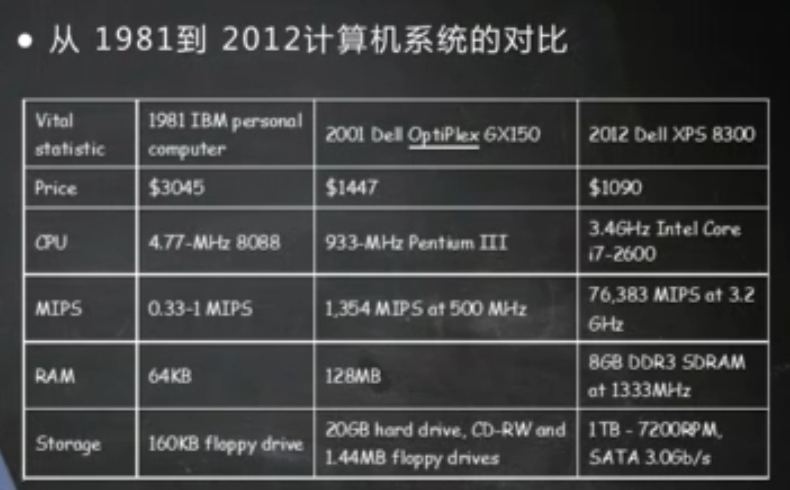 • 从 1981到 2012计算机系统的对比
Vital
statistic
1981 IBM personal
computer
2001 Dell OptiPlex GX150
2012 Dell XPS 8300
Price
$3045
$1447
$1090
CPU
4.77-MHz 8088
933-MHz Pentium III
3.4GHz Intel Core
i7-2600
MIPS
0.33-1 MIPS
1,354 MIPS at 500 MHz
76,383 MIPS at 3.2
GHz
RAM
64KB
128MB
8GB DDR3 SDRAM
at 1333MHz
Storage
160KB floppy drive
20GB hard drive, CD-RW and
1.44MB floppy drives
1TB - 7200RPM,
SATA 3.0Gb/s